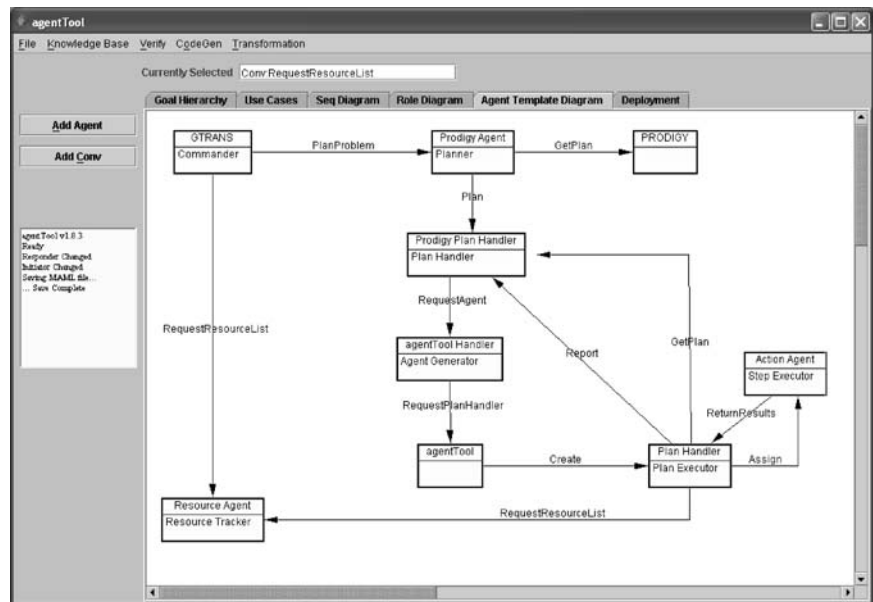 agentTool
File Knowledge Base Verify CodeGen Transformation
Currently Selected Conv:RequestResourceList
Goal Hierarchy Use Cases Seq Diagram Role Diagram Agent Template Diagram Deployment
Add Agent
Add Conv
agentTool v1.8.3
Ready
Responder Changed
Initiator Changed
Saving MAML file...
... Save Complete
GTRANS
Commander
PlanProblem
Prodigy Agent
Planner
GetPlan
PRODIGY
Plan
Prodigy Plan Handler
Plan Handler
RequestAgent
RequestResourceList
agentTool Handler
Agent Generator
Report
GetPlan
Action Agent
Step Executor
RequestPlanHandler
ReturnResults
agentTool
Create
Plan Handler
Plan Executor
Assign
Resource Agent
Resource Tracker
RequestResourceList